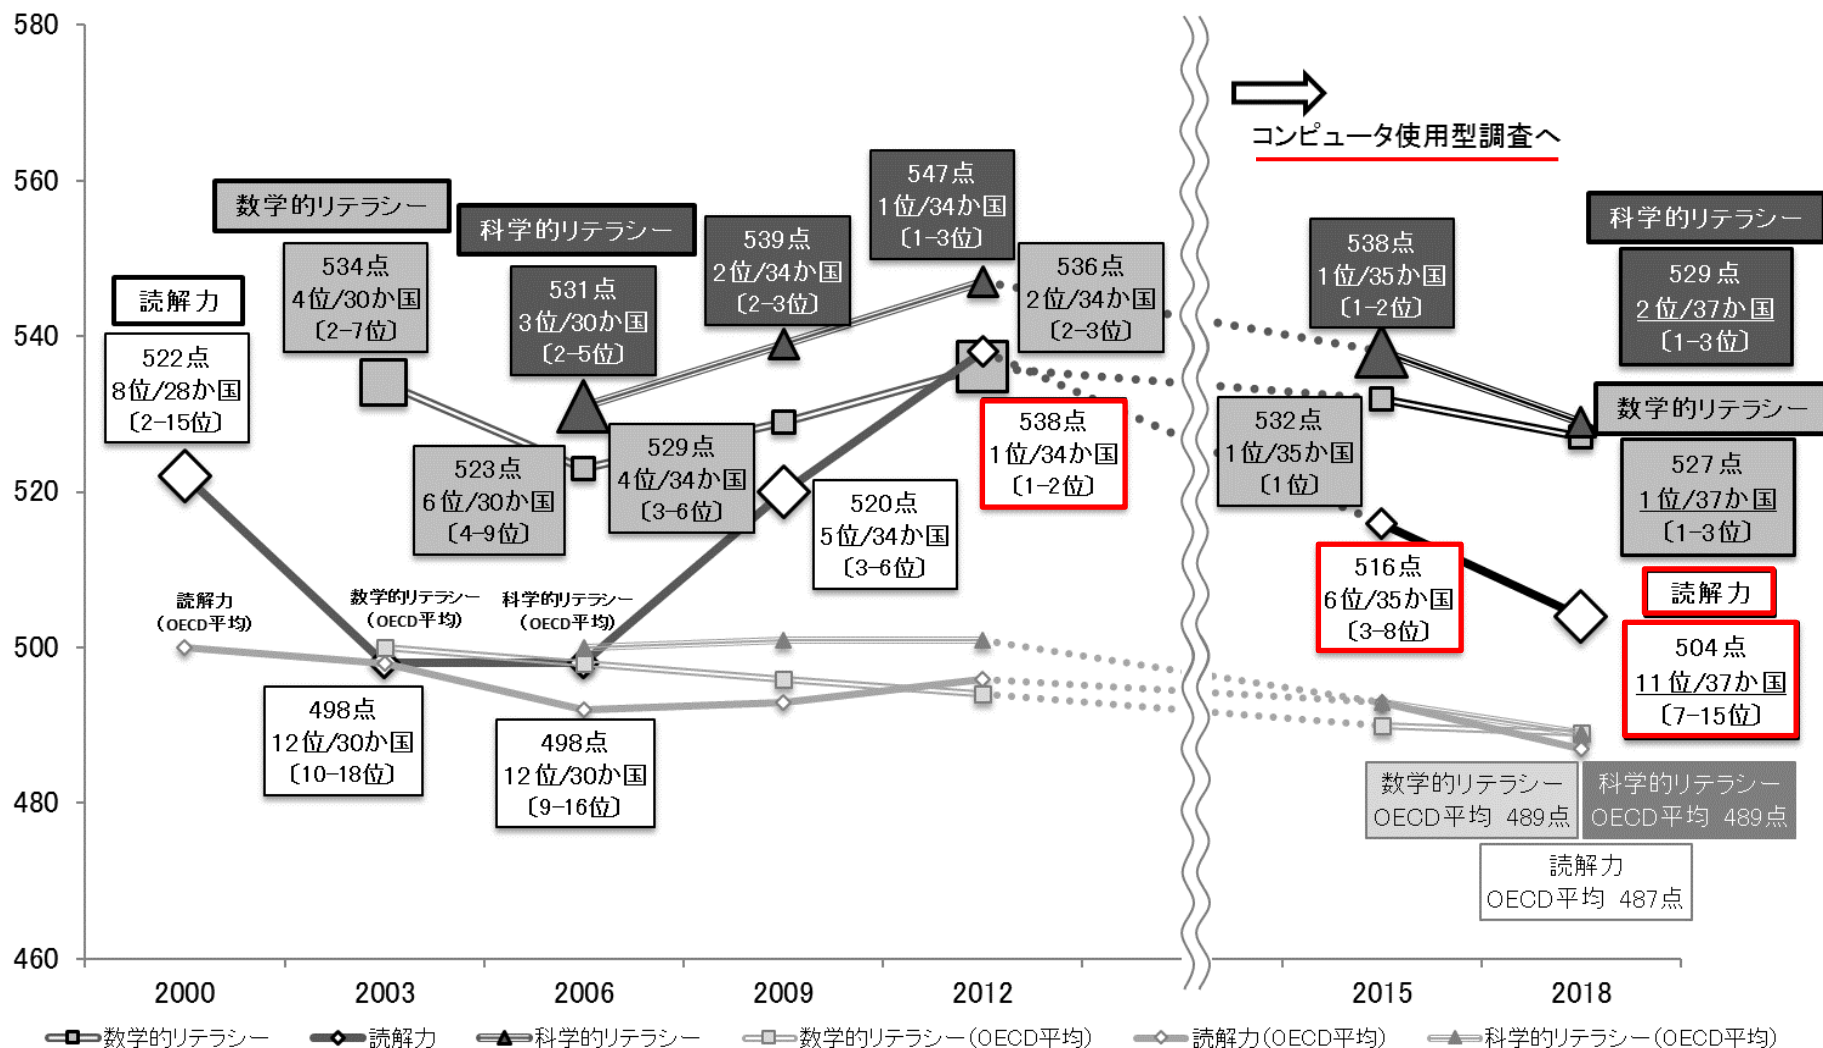 580
560
540
520
500
480
460
コンピュータ使用型調査へ
読解力
522点
8位/28か国
〔2−15位〕
数学的リテラシー
534点
4位/30か国
〔2−7位〕
科学的リテラシー
531点
3位/30か国
〔2−5位〕
539点
2位/34か国
〔2−3位〕
547点
1位/34か国
〔1−3位〕
536点
2位/34か国
〔2−3位〕
538点
1位/35か国
〔1−2位〕
科学的リテラシー
529点
2位/37か国
〔1−3位〕
523点
6位/30か国
〔4−9位〕
529点
4位/34か国
〔3−6位〕
520点
5位/34か国
〔3−6位〕
538点
1位/34か国
〔1−2位〕
532点
1位/35か国
〔1位〕
数学的リテラシー
527点
1位/37か国
〔1−3位〕
516点
6位/35か国
〔3−8位〕
読解力
504点
11位/37か国
〔7−15位〕
読解力
(OECD平均)
数学的リテラシー
(OECD平均)
科学的リテラシー
(OECD平均)
498点
12位/30か国
〔10−18位〕
498点
12位/30か国
〔9−16位〕
数学的リテラシー
OECD平均 489点
科学的リテラシー
OECD平均 489点
読解力
OECD平均 487点
2000 2003 2006 2009 2012 2015 2018
数学的リテラシー 読解力 科学的リテラシー 数学的リテラシー(OECD平均) 読解力(OECD平均) 科学的リテラシー(OECD平均)